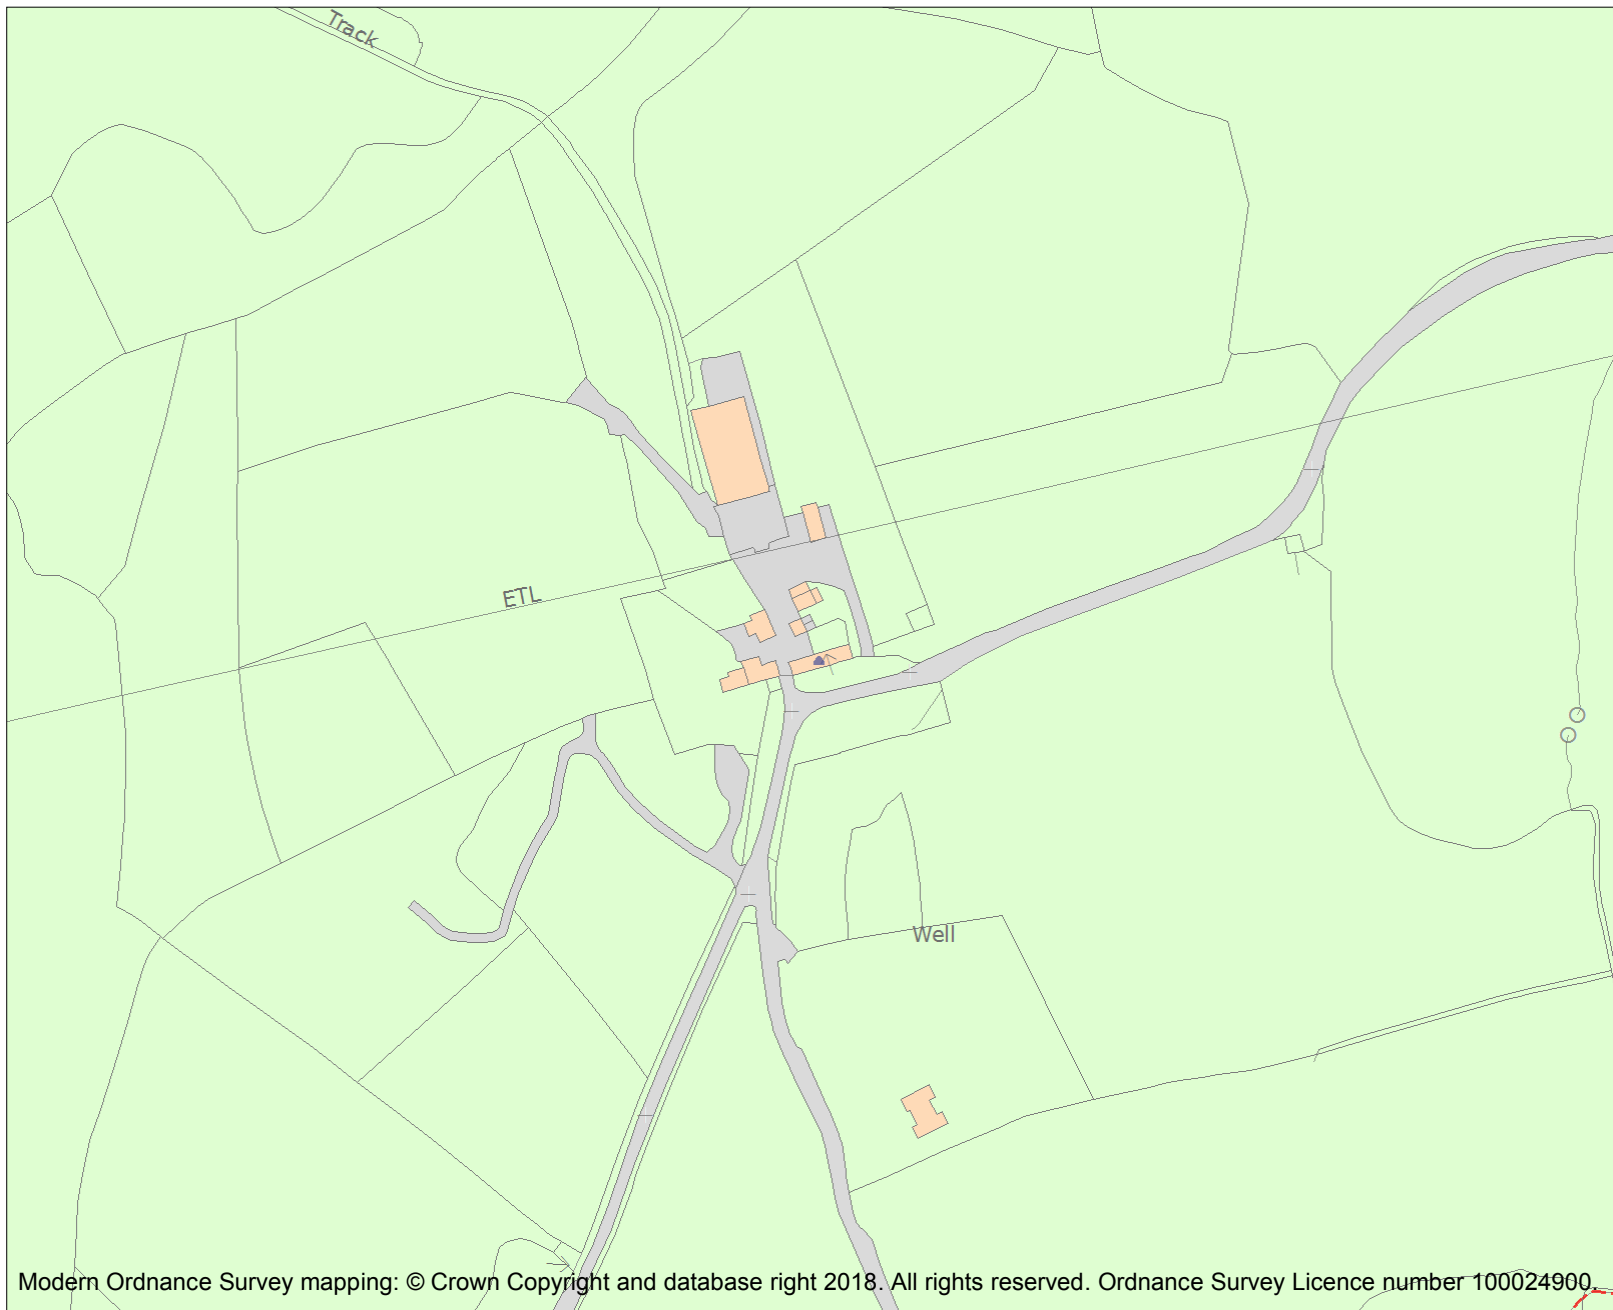 Track
ETL
Well
Modern Ordnance Survey mapping: © Crown Copyright and database right 2018. All rights reserved. Ordnance Survey Licence number 100024900.